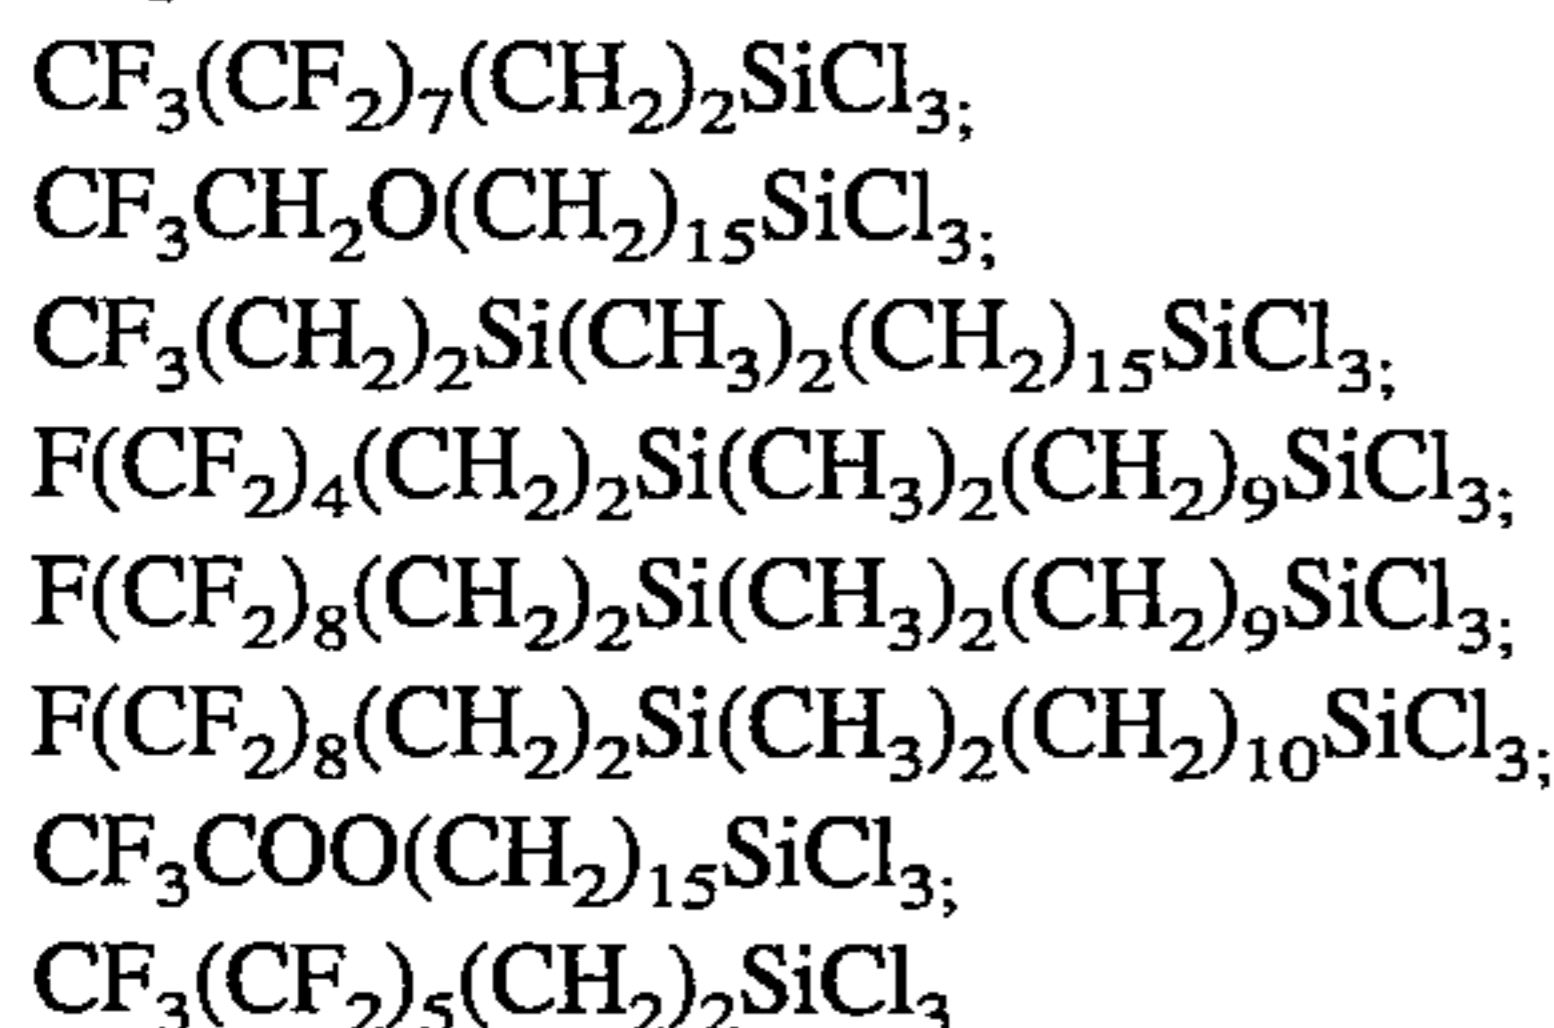 CF₃(CF₂)₇(CH₂)₂SiCl₃;
CF₃CH₂O(CH₂)₁₅SiCl₃;
CF₃(CH₂)₂Si(CH₃)₂(CH₂)₁₅SiCl₃;
F(CF₂)₄(CH₂)₂Si(CH₃)₂(CH₂)₉SiCl₃;
F(CF₂)₈(CH₂)₂Si(CH₃)₂(CH₂)₉SiCl₃;
F(CF₂)₈(CH₂)₂Si(CH₃)₂(CH₂)₁₀SiCl₃;
CF₃COO(CH₂)₁₅SiCl₃;
CF₃(CF₂)₅(CH₂)₂SiCl₃